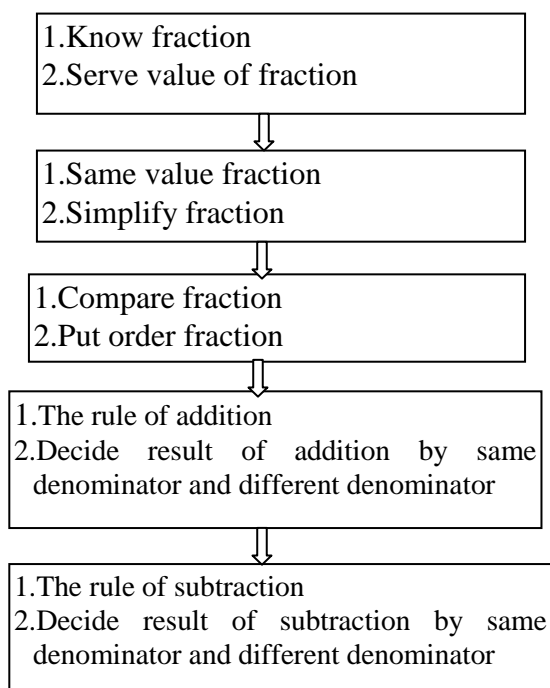 1.Know fraction
2.Serve value of fraction
1.Same value fraction
2.Simplify fraction
1.Compare fraction
2.Put order fraction
1.The rule of addition
2.Decide result of addition by same
denominator and different denominator
1.The rule of subtraction
2.Decide result of subtraction by same
denominator and different denominator